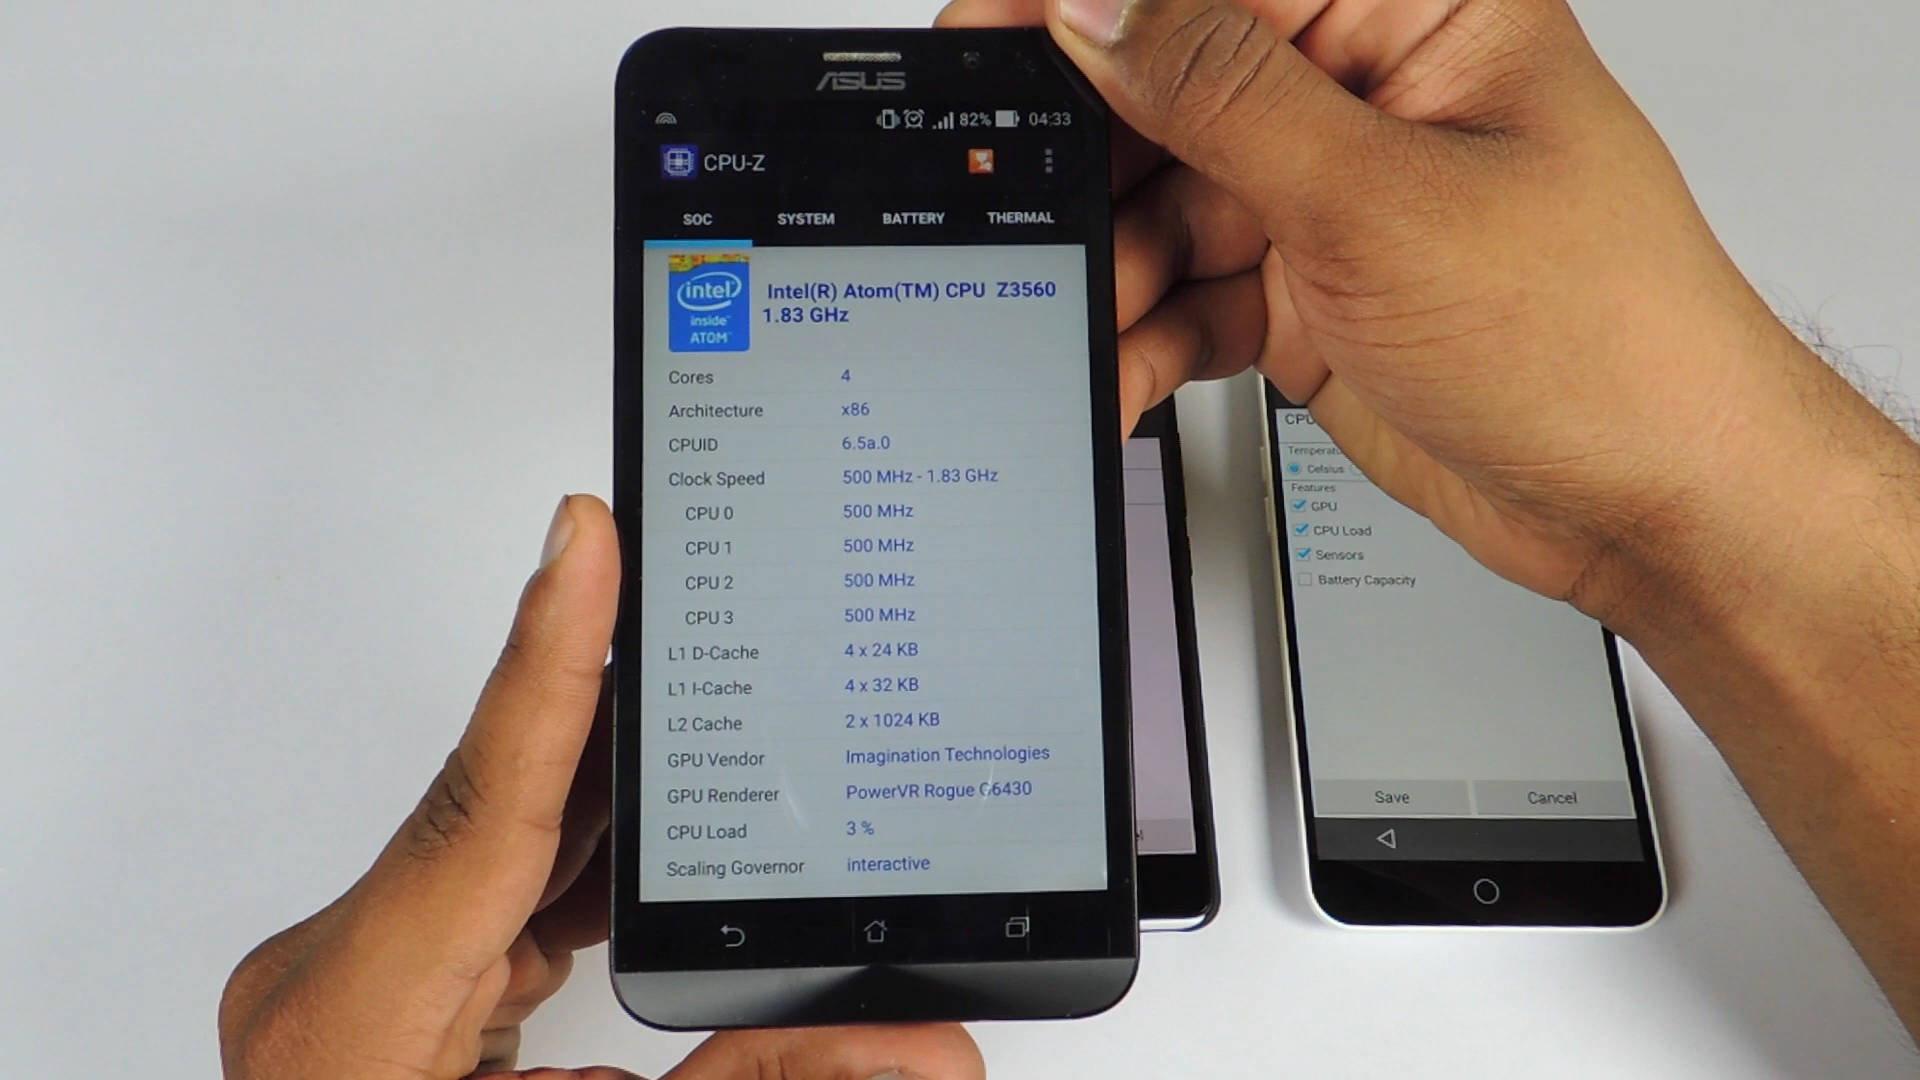 ASUS
82% 04:33
CPU-Z
SOC SYSTEM BATTERY THERMAL
intel
inside™
ATOM™
Intel(R) Atom(TM) CPU Z3560
1.83 GHz
Cores 4
Architecture x86
CPUID 6.5a.0
Clock Speed 500 MHz - 1.83 GHz
CPU 0 500 MHz
CPU 1 500 MHz
CPU 2 500 MHz
CPU 3 500 MHz
L1 D-Cache 4 x 24 KB
L1 I-Cache 4 x 32 KB
L2 Cache 2 x 1024 KB
GPU Vendor Imagination Technologies
GPU Renderer PowerVR Rogue G6430
CPU Load 3 %
Scaling Governor interactive
CPU
Celsius
Features
GPU
CPU Load
Sensors
Battery Capacity
Save Cancel